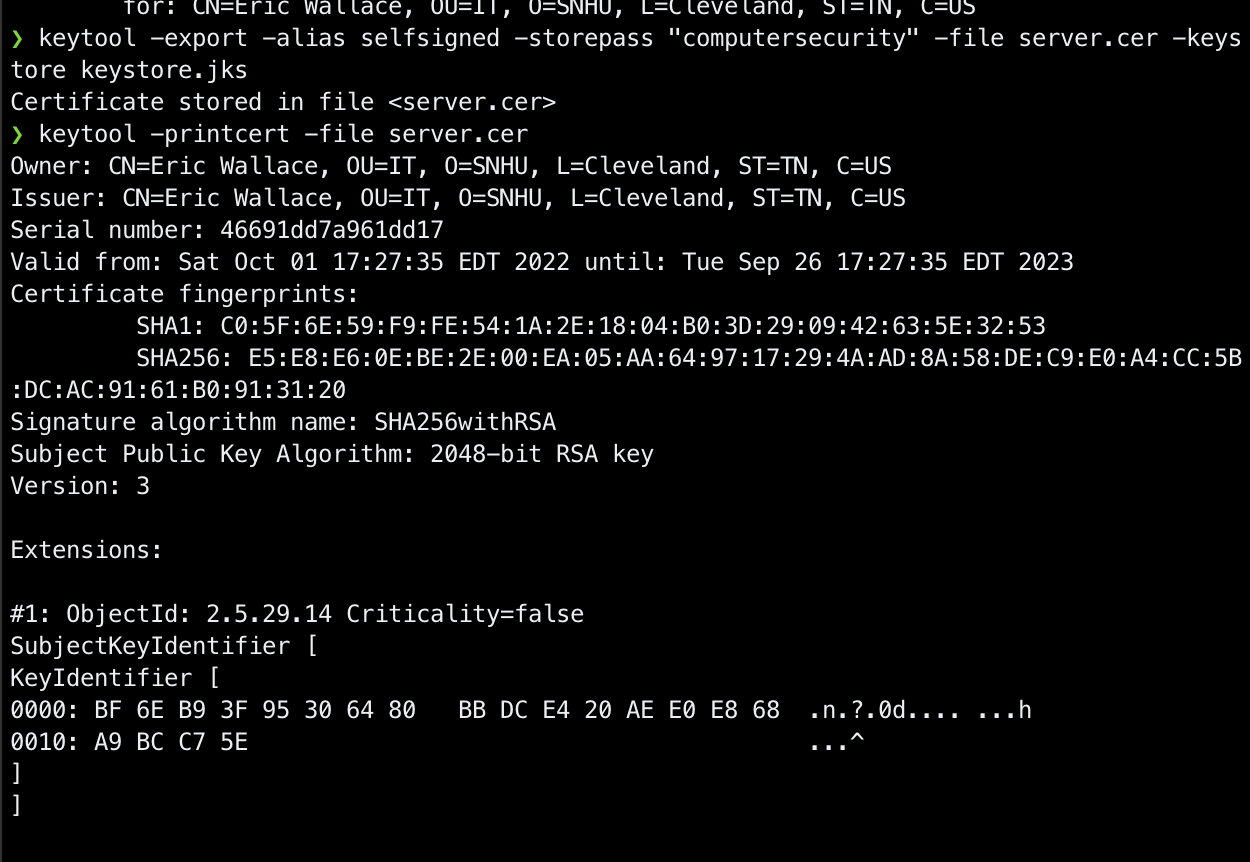 for: CN=Eric Wallace, OU=IT, O=SNHU, L=Cleveland, ST=TN, C=US
❯ keytool -export -alias selfsigned -storepass "computersecurity" -file server.cer -keys
tore keystore.jks
Certificate stored in file <server.cer>
❯ keytool -printcert -file server.cer
Owner: CN=Eric Wallace, OU=IT, O=SNHU, L=Cleveland, ST=TN, C=US
Issuer: CN=Eric Wallace, OU=IT, O=SNHU, L=Cleveland, ST=TN, C=US
Serial number: 46691dd7a961dd17
Valid from: Sat Oct 01 17:27:35 EDT 2022 until: Tue Sep 26 17:27:35 EDT 2023
Certificate fingerprints:
SHA1: C0:5F:6E:59:F9:FE:54:1A:2E:18:04:B0:3D:29:09:42:63:5E:32:53
SHA256: E5:E8:E6:0E:BE:2E:00:EA:05:AA:64:97:17:29:4A:AD:8A:58:DE:C9:E0:A4:CC:5B
:DC:AC:91:61:B0:91:31:20
Signature algorithm name: SHA256withRSA
Subject Public Key Algorithm: 2048-bit RSA key
Version: 3
Extensions:
#1: ObjectId: 2.5.29.14 Criticality=false
SubjectKeyIdentifier [
KeyIdentifier [
0000: BF 6E B9 3F 95 30 64 80   BB DC E4 20 AE E0 E8 68  .n.?.0d.... ...h
0010: A9 BC C7 5E                                        ...^
]
]